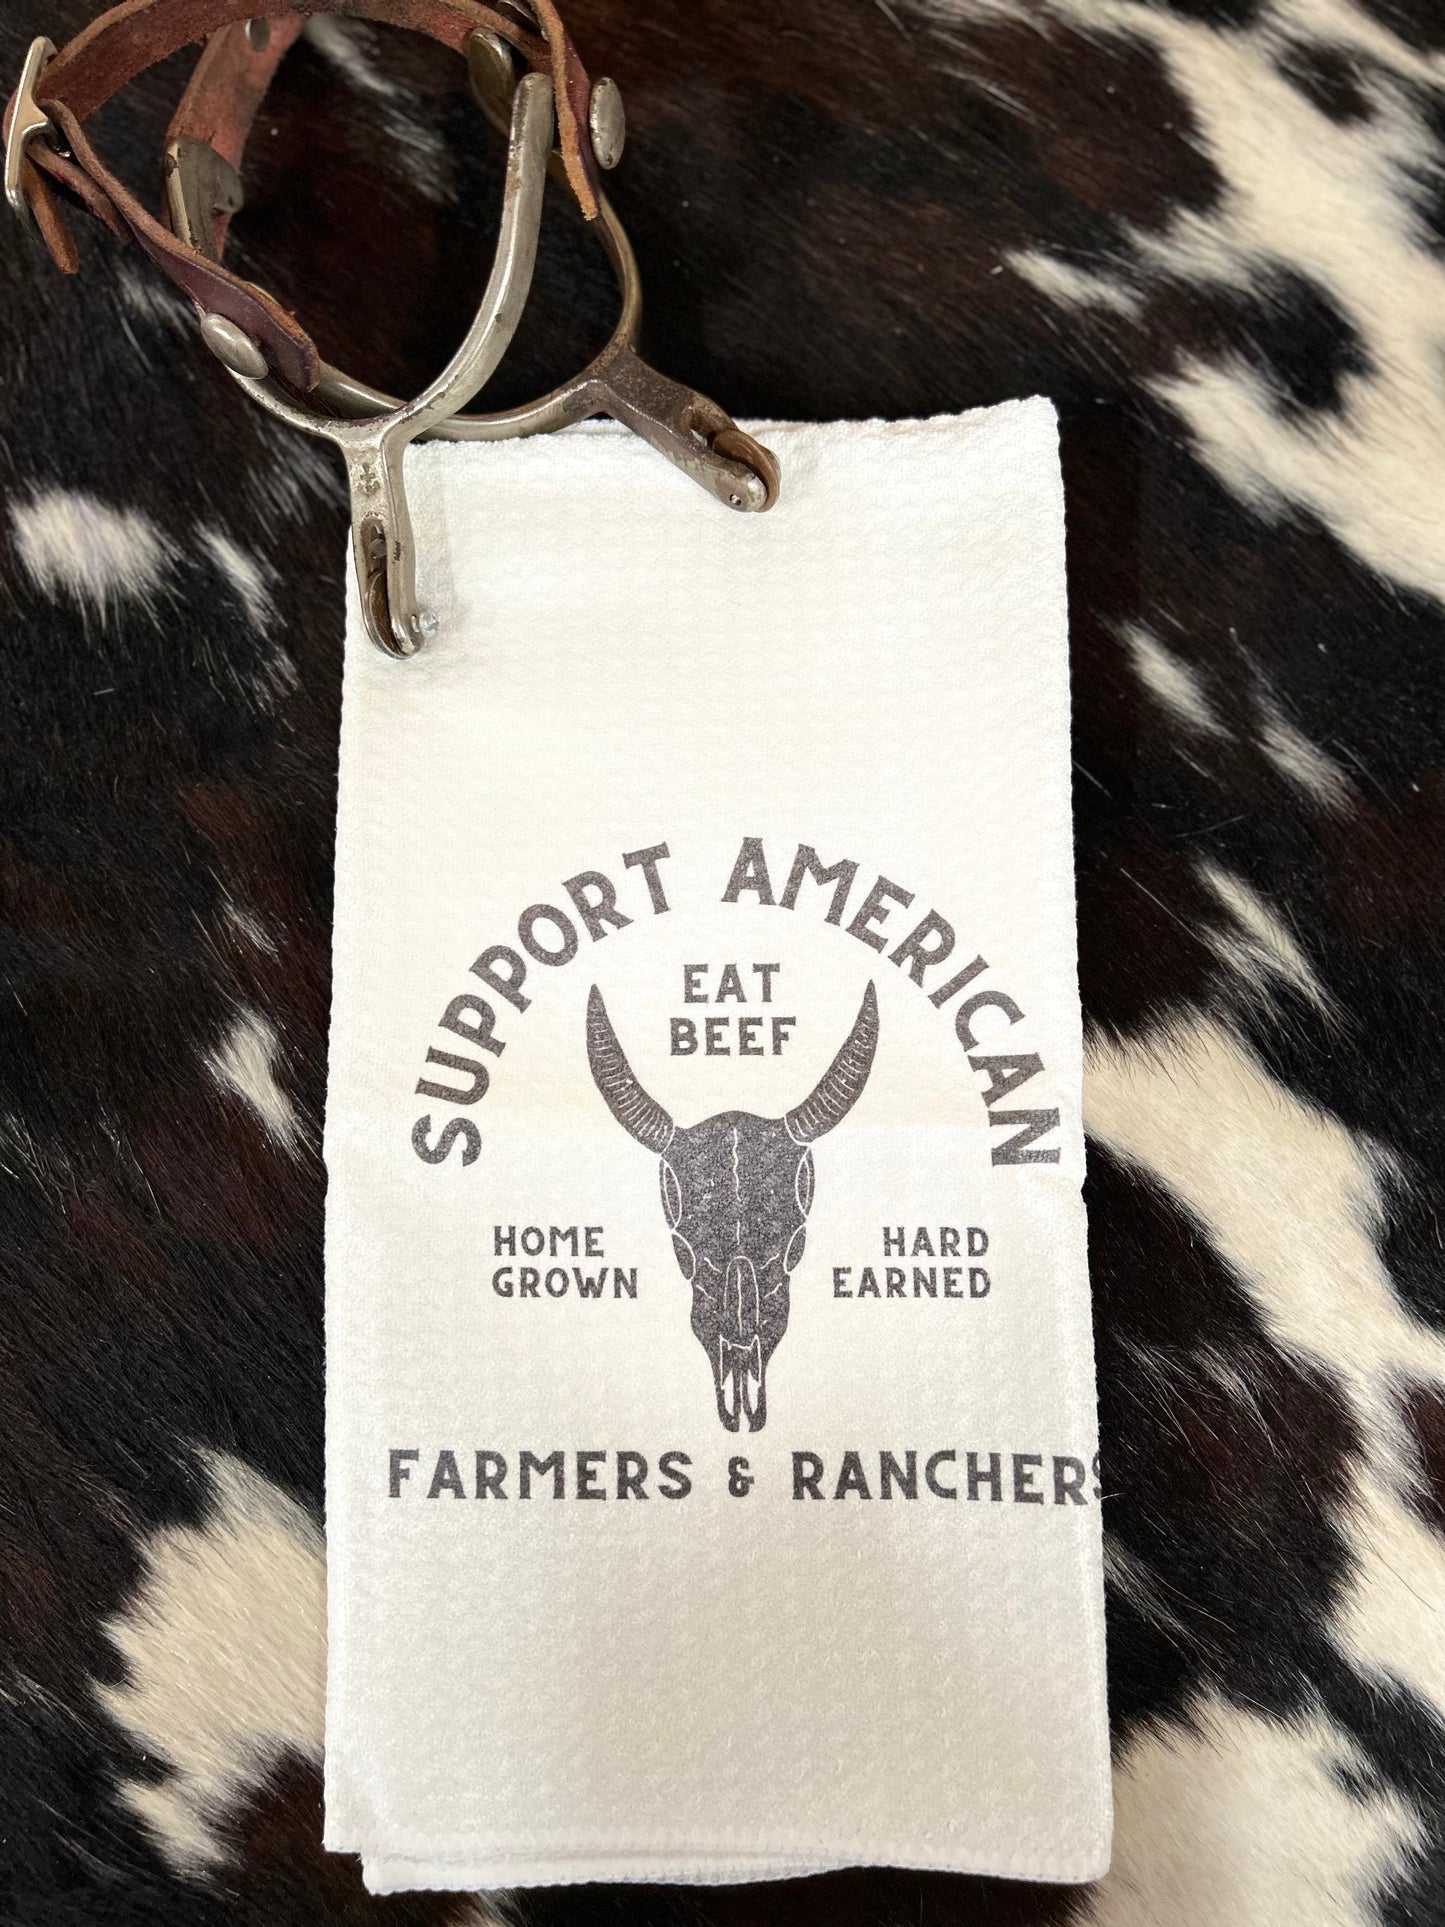 SUPPORT AMERICAN
EAT
BEEF
HOME
GROWN
HARD
EARNED
FARMERS & RANCHERS